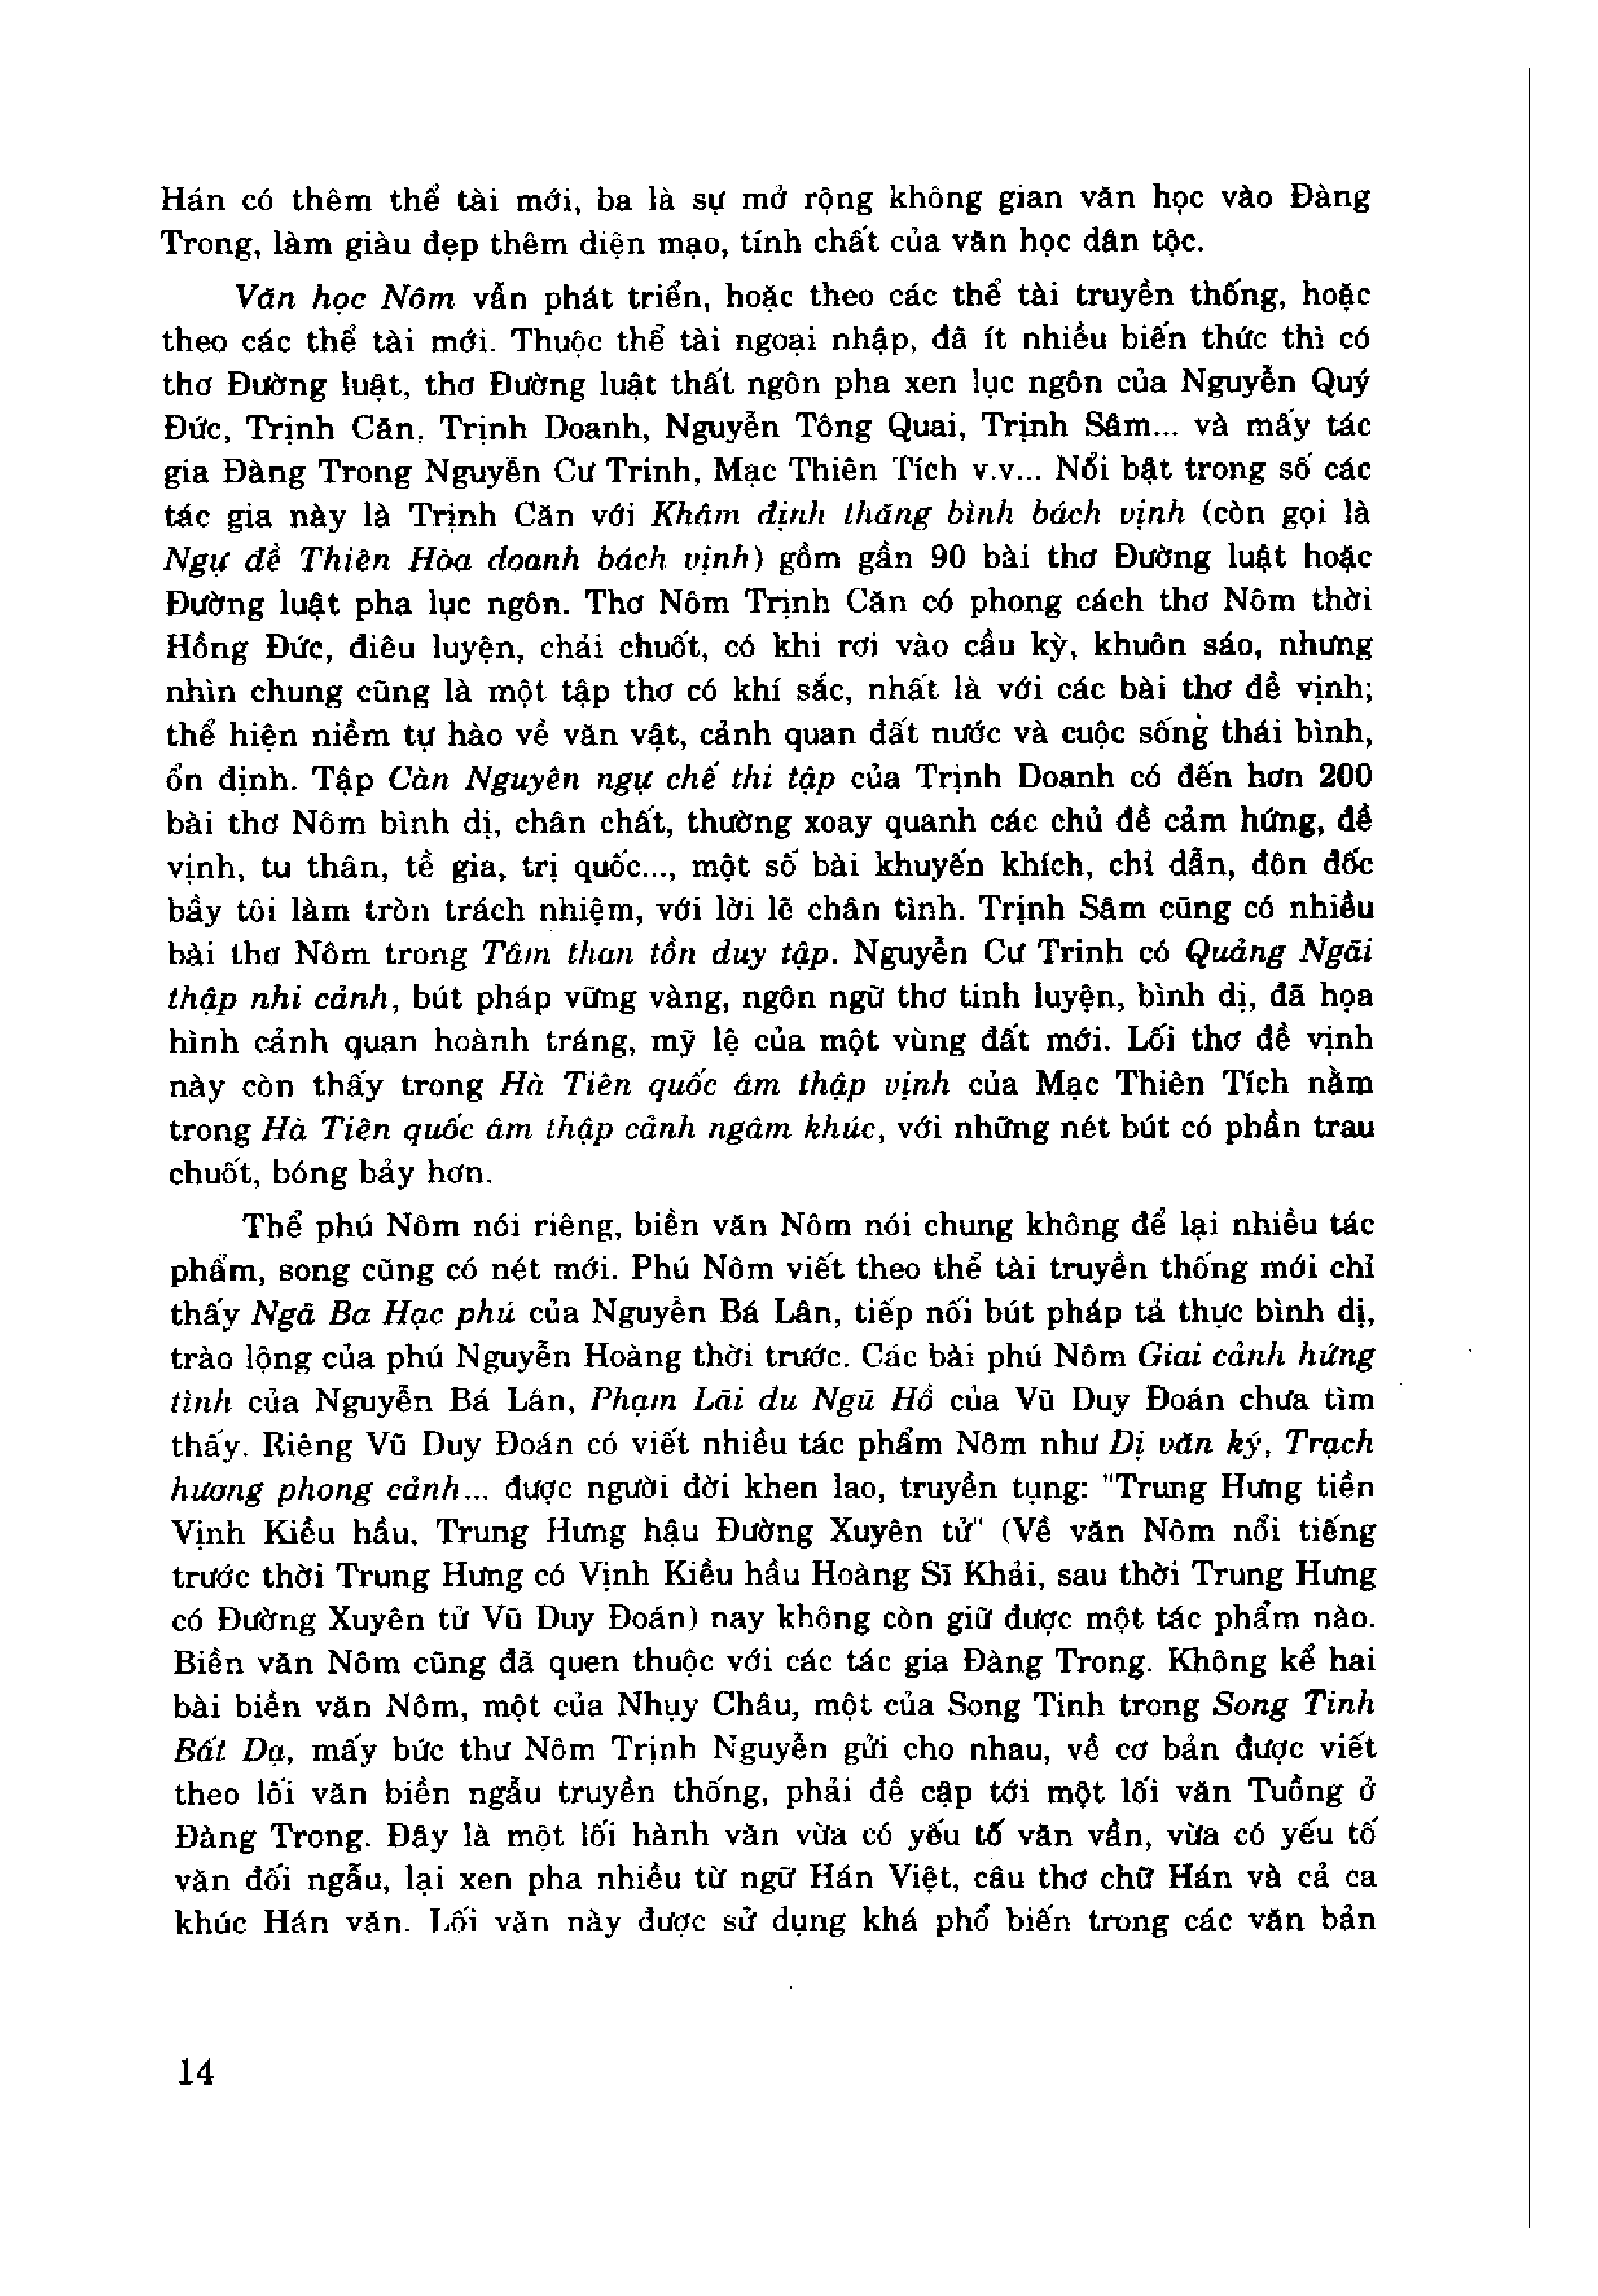 Hán có thêm thể tài mới, ba là sự mở rộng không gian văn học vào Đàng
Trong, làm giàu đẹp thêm diện mạo, tính chất của văn học dân tộc.
Văn học Nôm vẫn phát triển, hoặc theo các thể tài truyền thống, hoặc
theo các thể tài mới. Thuộc thể tài ngoại nhập, đã ít nhiều biến thức thì có
thơ Đường luật, thơ Đường luật thất ngôn pha xen lục ngôn của Nguyễn Quý
Đức, Trịnh Căn, Trịnh Doanh, Nguyễn Tông Quai, Trịnh Sâm... và mấy tác
gia Đàng Trong Nguyễn Cư Trinh, Mạc Thiên Tích v.v... Nổi bật trong số các
tác gia này là Trịnh Căn với Khâm định thăng bình bách vịnh (còn gọi là
Ngự đề Thiên Hòa doanh bách vịnh) gồm gần 90 bài thơ Đường luật hoặc
Đường luật pha lục ngôn. Thơ Nôm Trịnh Căn có phong cách thơ Nôm thời
Hồng Đức, điêu luyện, chải chuốt, có khi rơi vào cầu kỳ, khuôn sáo, nhưng
nhìn chung cũng là một tập thơ có khí sắc, nhất là với các bài thơ đề vịnh;
thể hiện niềm tự hào về văn vật, cảnh quan đất nước và cuộc sống thái bình,
ổn định. Tập Càn Nguyên ngự chế thi tập của Trịnh Doanh có đến hơn 200
bài thơ Nôm bình dị, chân chất, thường xoay quanh các chủ đề cảm hứng, đề
vịnh, tu thân, tề gia, trị quốc..., một số bài khuyến khích, chỉ dẫn, đôn đốc
bầy tôi làm tròn trách nhiệm, với lời lẽ chân tình. Trịnh Sâm cũng có nhiều
bài thơ Nôm trong Tâm than tồn duy tập. Nguyễn Cư Trinh có Quảng Ngãi
thập nhi cảnh, bút pháp vững vàng, ngôn ngữ thơ tinh luyện, bình dị, đã họa
hình cảnh quan hoành tráng, mỹ lệ của một vùng đất mới. Lối thơ đề vịnh
này còn thấy trong Hà Tiên quốc âm thập vịnh của Mạc Thiên Tích nằm
trong Hà Tiên quốc âm thập cảnh ngâm khúc, với những nét bút có phần trau
chuốt, bóng bảy hơn.
Thể phú Nôm nói riêng, biền văn Nôm nói chung không để lại nhiều tác
phẩm, song cũng có nét mới. Phú Nôm viết theo thể tài truyền thống mới chỉ
thấy Ngã Ba Hạc phú của Nguyễn Bá Lân, tiếp nối bút pháp tả thực bình dị,
trào lộng của phú Nguyễn Hoàng thời trước. Các bài phú Nôm Giai cảnh hứng
tình của Nguyễn Bá Lân, Phạm Lãi du Ngũ Hồ của Vũ Duy Đoán chưa tìm
thấy. Riêng Vũ Duy Đoán có viết nhiều tác phẩm Nôm như Dị văn ký, Trạch
hương phong cảnh... được người đời khen lao, truyền tụng: "Trung Hưng tiền
Vịnh Kiều hầu, Trung Hưng hậu Đường Xuyên tử" (Về văn Nôm nổi tiếng
trước thời Trung Hưng có Vịnh Kiều hầu Hoàng Sĩ Khải, sau thời Trung Hưng
có Đường Xuyên tử Vũ Duy Đoán) nay không còn giữ được một tác phẩm nào.
Biền văn Nôm cũng đã quen thuộc với các tác gia Đàng Trong. Không kể hai
bài biền văn Nôm, một của Nhụy Châu, một của Song Tinh trong Song Tinh
Bất Dạ, mấy bức thư Nôm Trịnh Nguyễn gửi cho nhau, về cơ bản được viết
theo lối văn biền ngẫu truyền thống, phải đề cập tới một lối văn Tuồng ở
Đàng Trong. Đây là một lối hành văn vừa có yếu tố văn vần, vừa có yếu tố
văn đối ngẫu, lại xen pha nhiều từ ngữ Hán Việt, câu thơ chữ Hán và cả ca
khúc Hán văn. Lối văn này được sử dụng khá phổ biến trong các văn bản
14